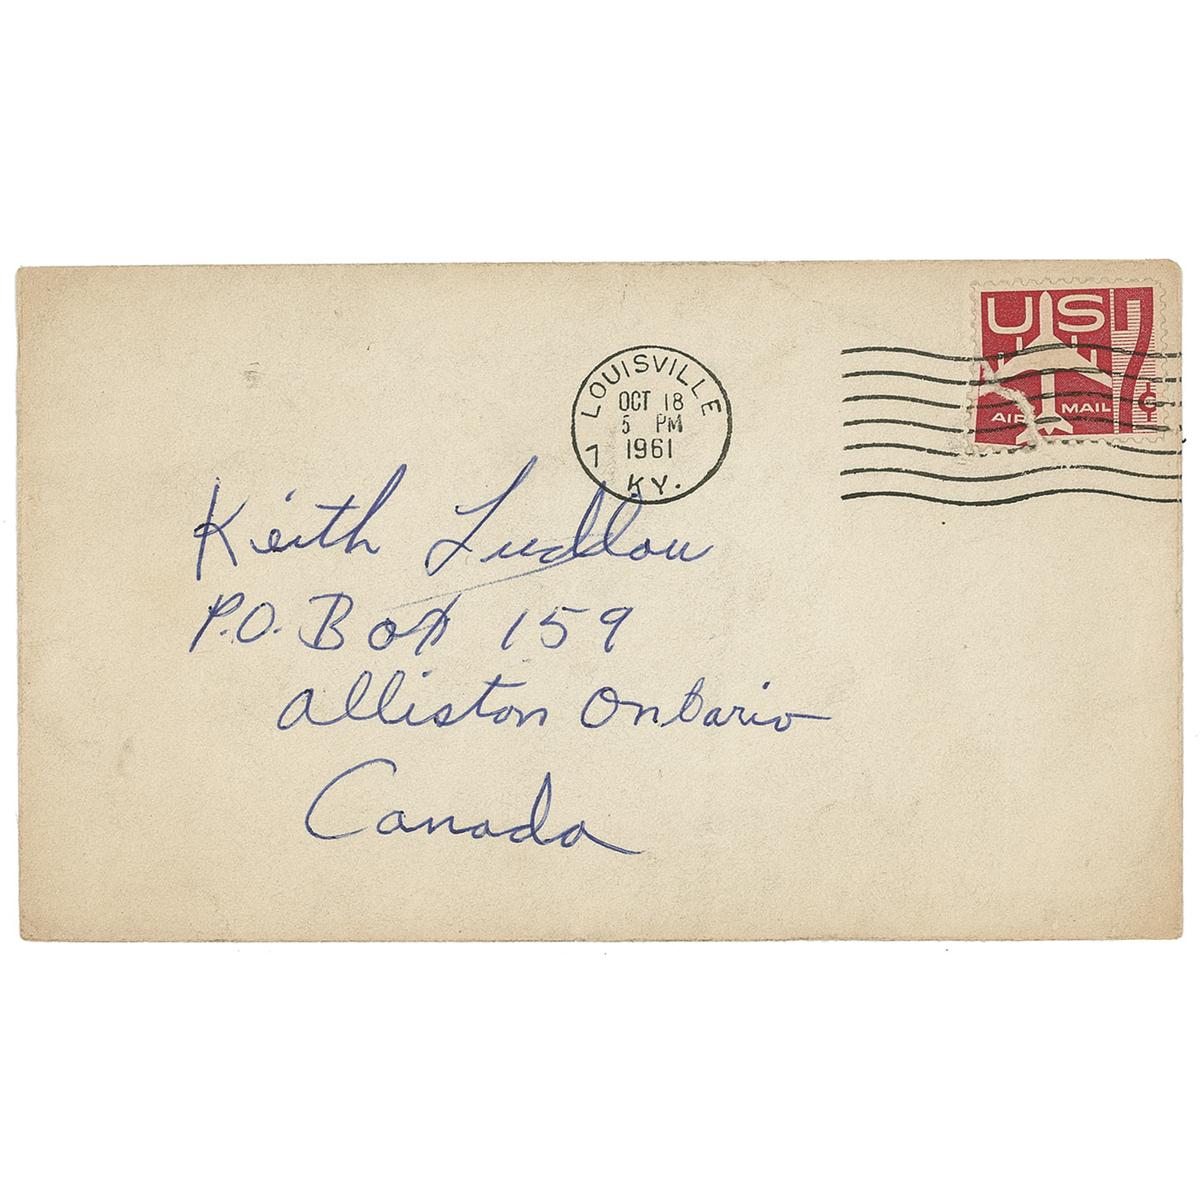 US 7¢
AIR MAIL
LOUISVILLE
OCT 18
5 PM
1961
7
KY.
Keith Ludlow
P.O. Box 159
Alliston Ontario
Canada